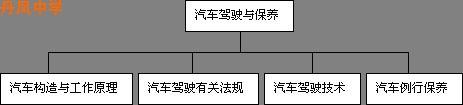 丹凤中学
汽车驾驶与保养
汽车构造与工作原理
汽车驾驶有关法规
汽车驾驶技术
汽车例行保养